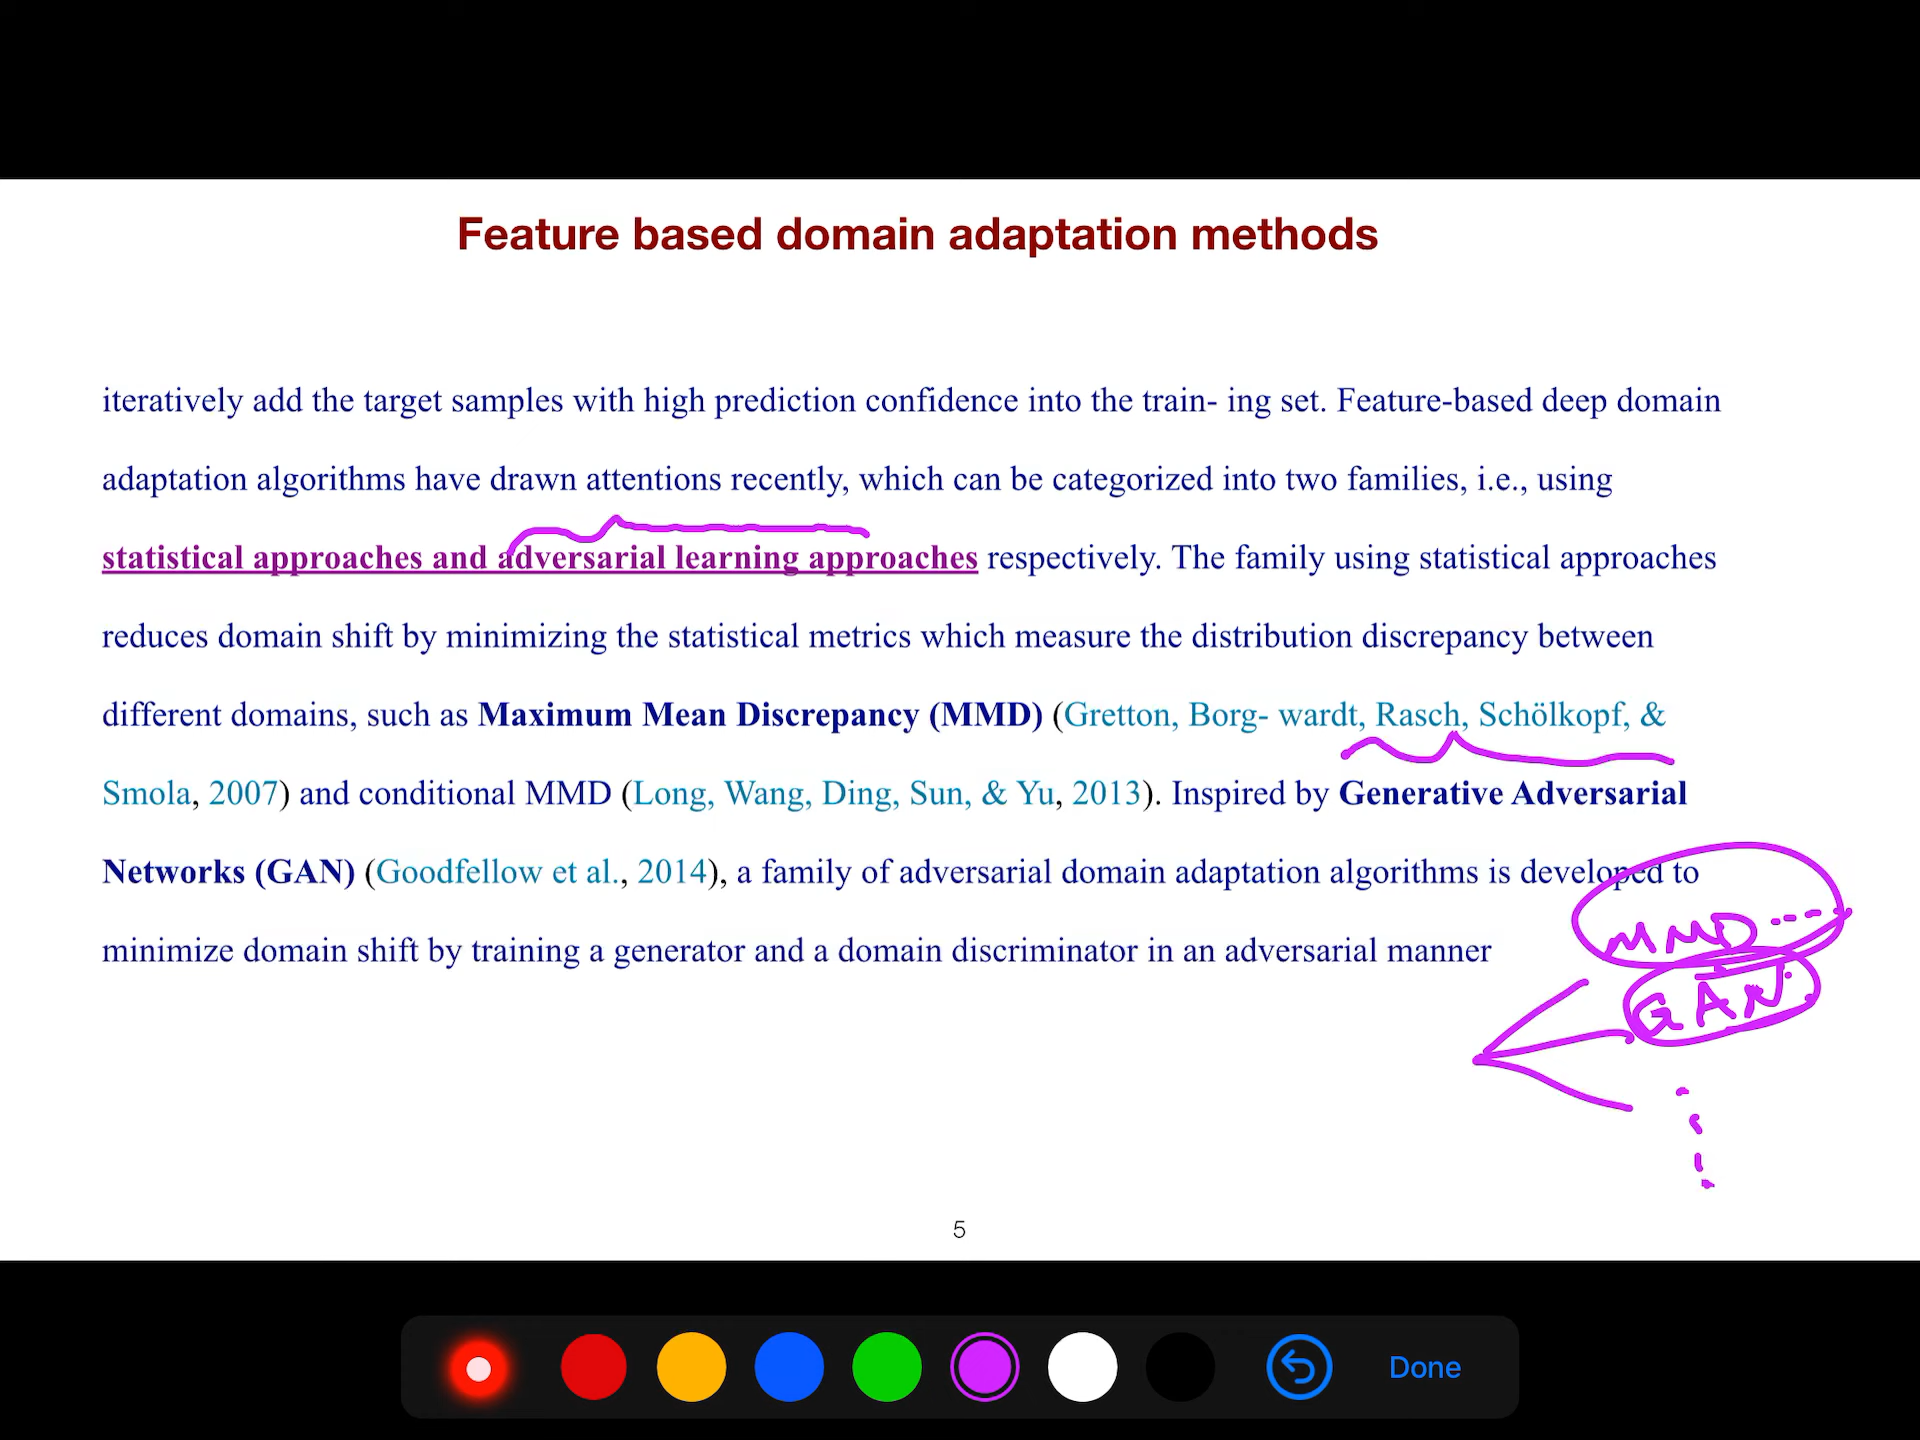 Feature based domain adaptation methods
iteratively add the target samples with high prediction confidence into the train- ing set. Feature-based deep domain
adaptation algorithms have drawn attentions recently, which can be categorized into two families, i.e., using
statistical approaches and adversarial learning approaches respectively. The family using statistical approaches
reduces domain shift by minimizing the statistical metrics which measure the distribution discrepancy between
different domains, such as Maximum Mean Discrepancy (MMD) (Gretton, Borg- wardt, Rasch, Schölkopf, &
Smola, 2007) and conditional MMD (Long, Wang, Ding, Sun, & Yu, 2013). Inspired by Generative Adversarial
Networks (GAN) (Goodfellow et al., 2014), a family of adversarial domain adaptation algorithms is developed to
minimize domain shift by training a generator and a domain discriminator in an adversarial manner
MMD
GAN
5
Done